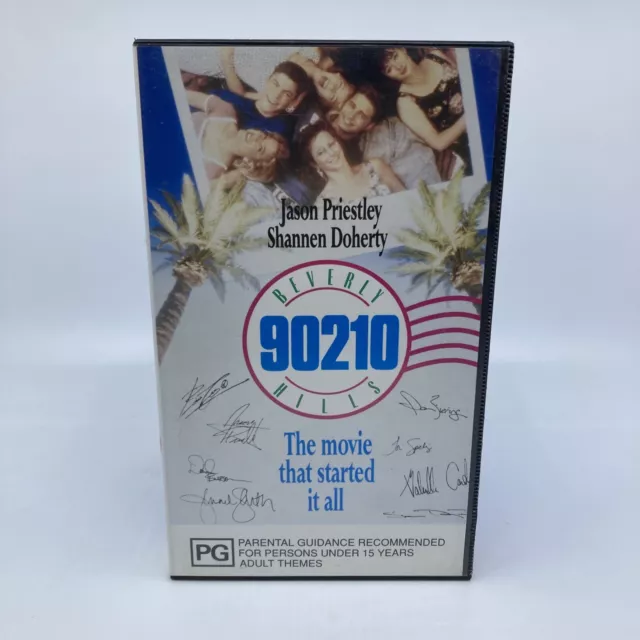 Jason Priestley
Shannen Doherty
BEVERLY
90210
HILLS
The movie
that started
it all
PG
PARENTAL GUIDANCE RECOMMENDED
FOR PERSONS UNDER 15 YEARS
ADULT THEMES